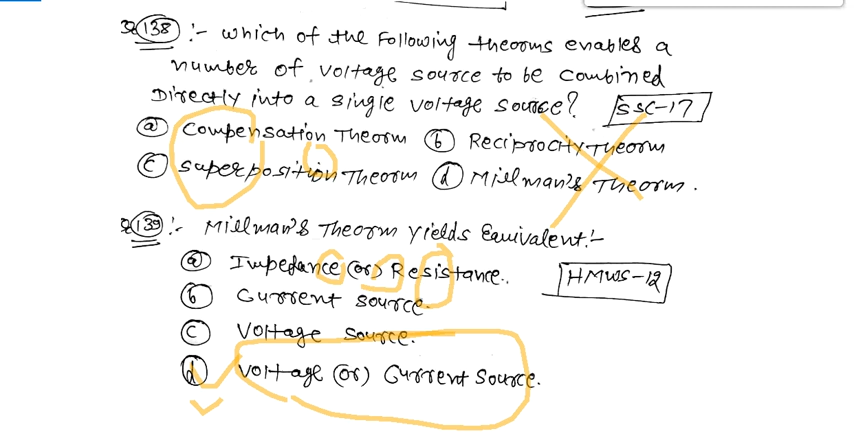 Q(138) :- which of the Following theorms enables a
number of voltage source to be combined
Directly into a single voltage source? SSC-17
(a) Compensation Theorm (b) Reciprocity Theorm
(c) Superposition Theorm (d) Millman's Theorm.
Q(139) :- Millman's Theorm Yields Equivalent:-
(a) Impedance (or) Resistance.. HMWS-12
(b) Current source.
(c) Voltage Source.
(d) Voltage (or) Current Source.